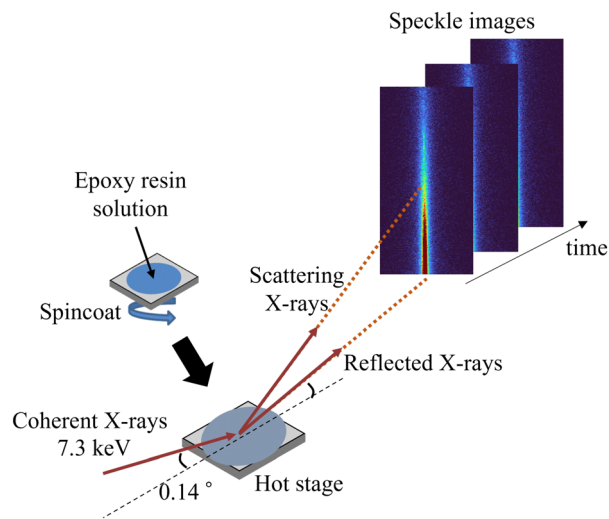 Speckle images
Epoxy resin
solution
time
Scattering
X-rays
Spincoat
Reflected X-rays
Coherent X-rays
7.3 keV
0.14 °
Hot stage